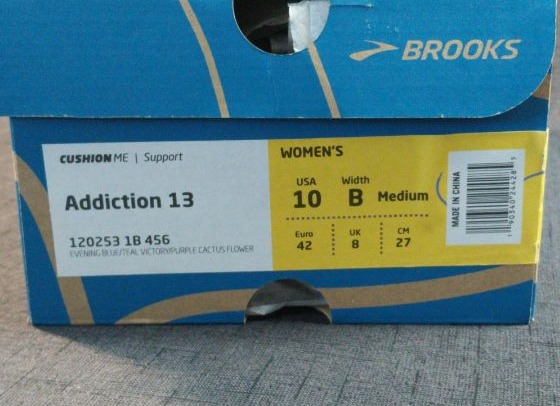 BROOKS
CUSHION ME | Support
Addiction 13
120253 1B 456
EVENING BLUE/TEAL VICTORY/PURPLE CACTUS FLOWER
WOMEN'S
USA Width
10 B Medium
Euro UK CM
42 8 27
MADE IN CHINA